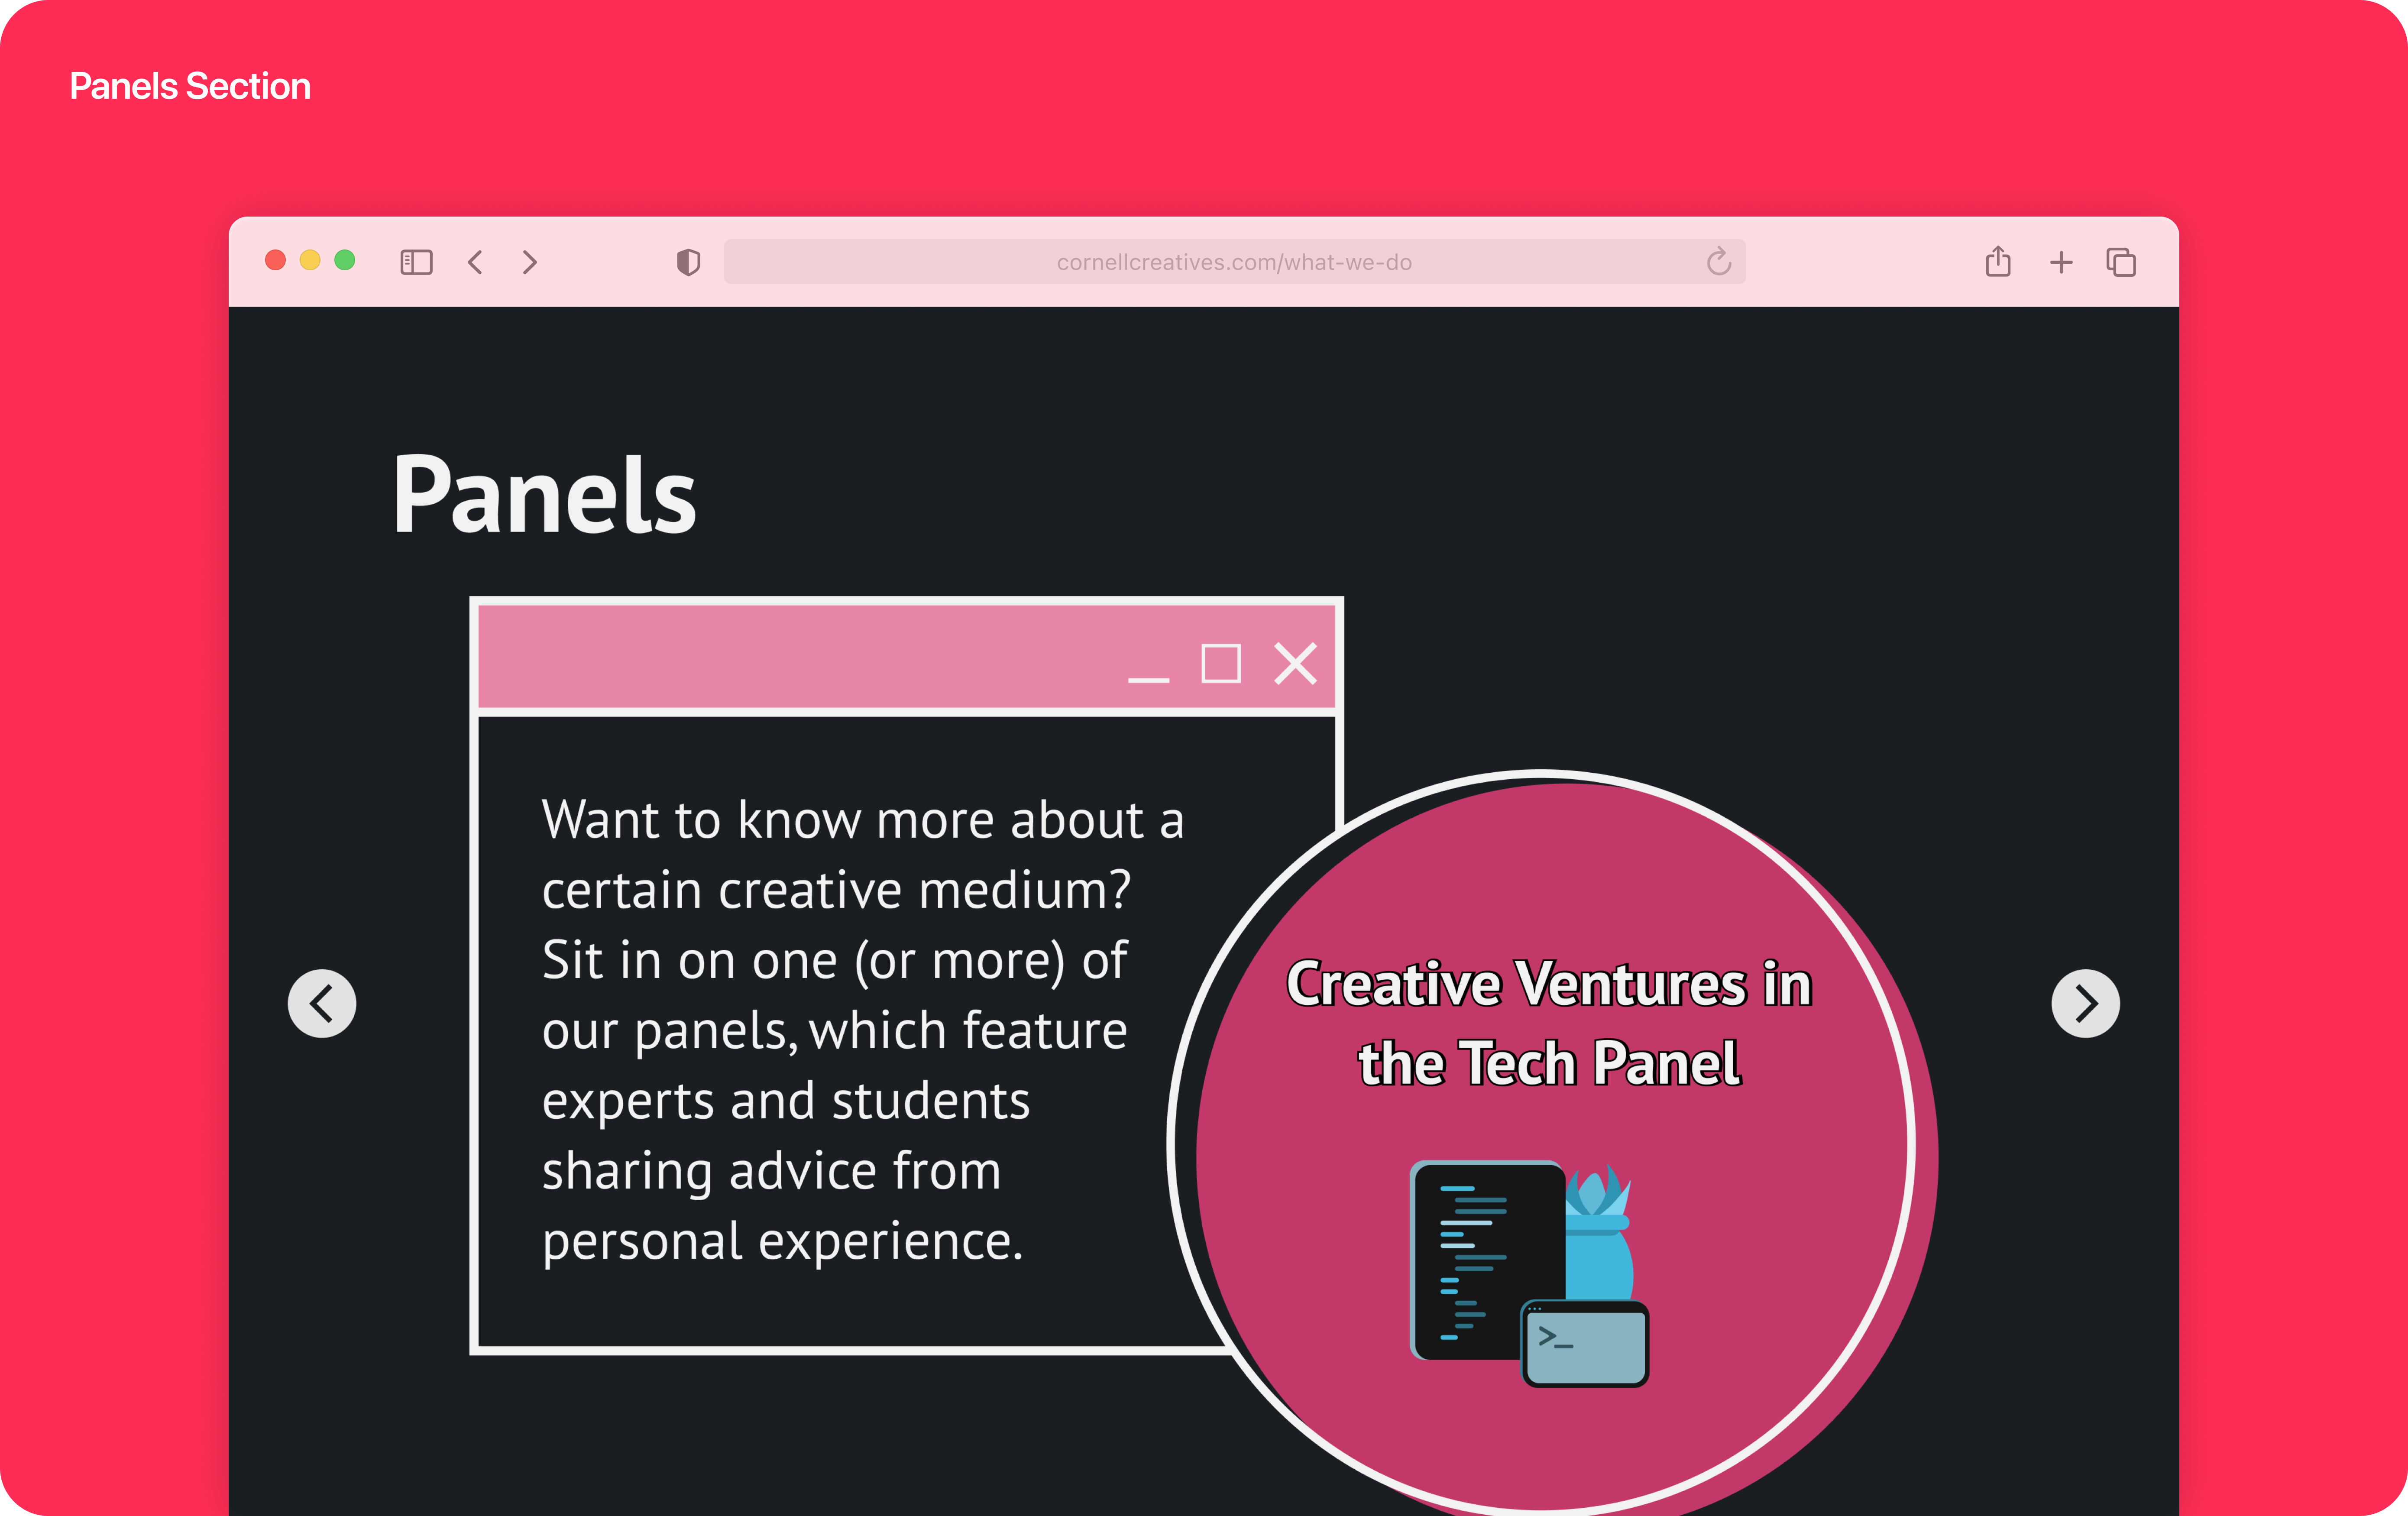 Panels Section
cornellcreatives.com/what-we-do
Panels
Want to know more about a
certain creative medium?
Sit in on one (or more) of
our panels, which feature
experts and students
sharing advice from
personal experience.
Creative Ventures in
the Tech Panel
>_